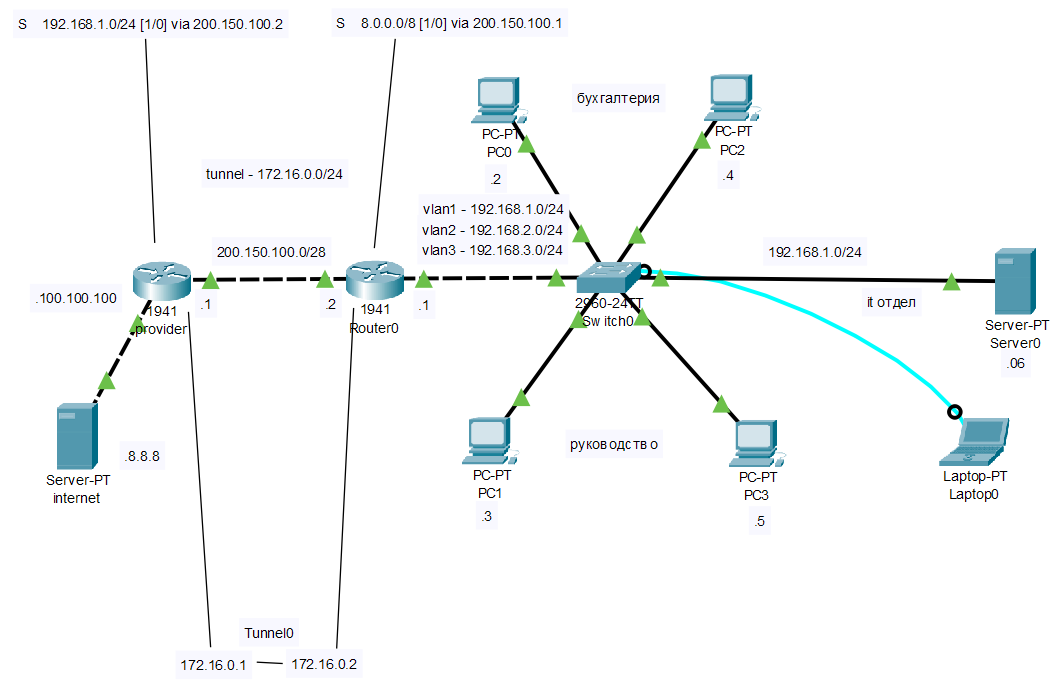 S 192.168.1.0/24 [1/0] via 200.150.100.2
S 8.0.0.0/8 [1/0] via 200.150.100.1
бухгалтерия
PC-PT
PC0
.2
PC-PT
PC2
.4
tunnel - 172.16.0.0/24
vlan1 - 192.168.1.0/24
vlan2 - 192.168.2.0/24
vlan3 - 192.168.3.0/24
200.150.100.0/28
192.168.1.0/24
.100.100.100
1941
provider
.1
.2
1941
Router0
.1
2960-24TT
Switch0
it отдел
Server-PT
Server0
.06
Server-PT
internet
.8.8.8
PC-PT
PC1
.3
руководство
PC-PT
PC3
.5
Laptop-PT
Laptop0
Tunnel0
172.16.0.1
172.16.0.2